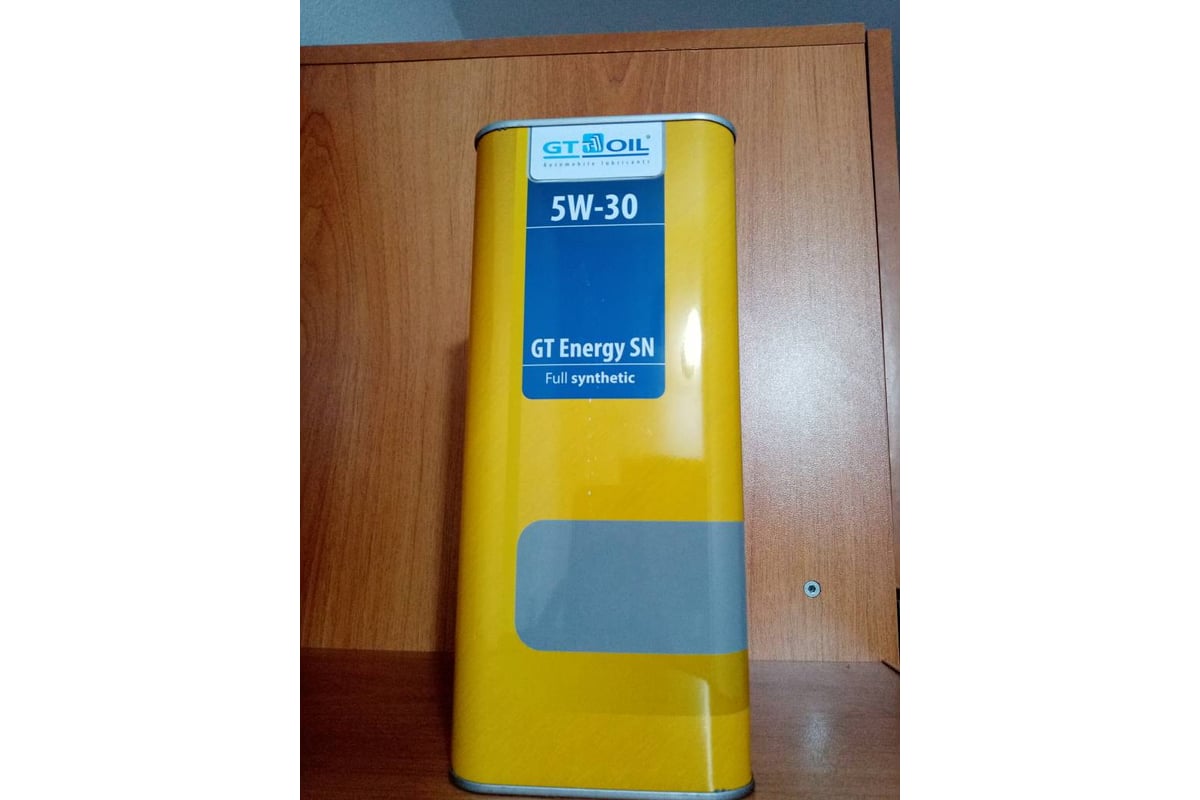 GT OIL®
Automobile lubricants
5W-30
GT Energy SN
Full synthetic